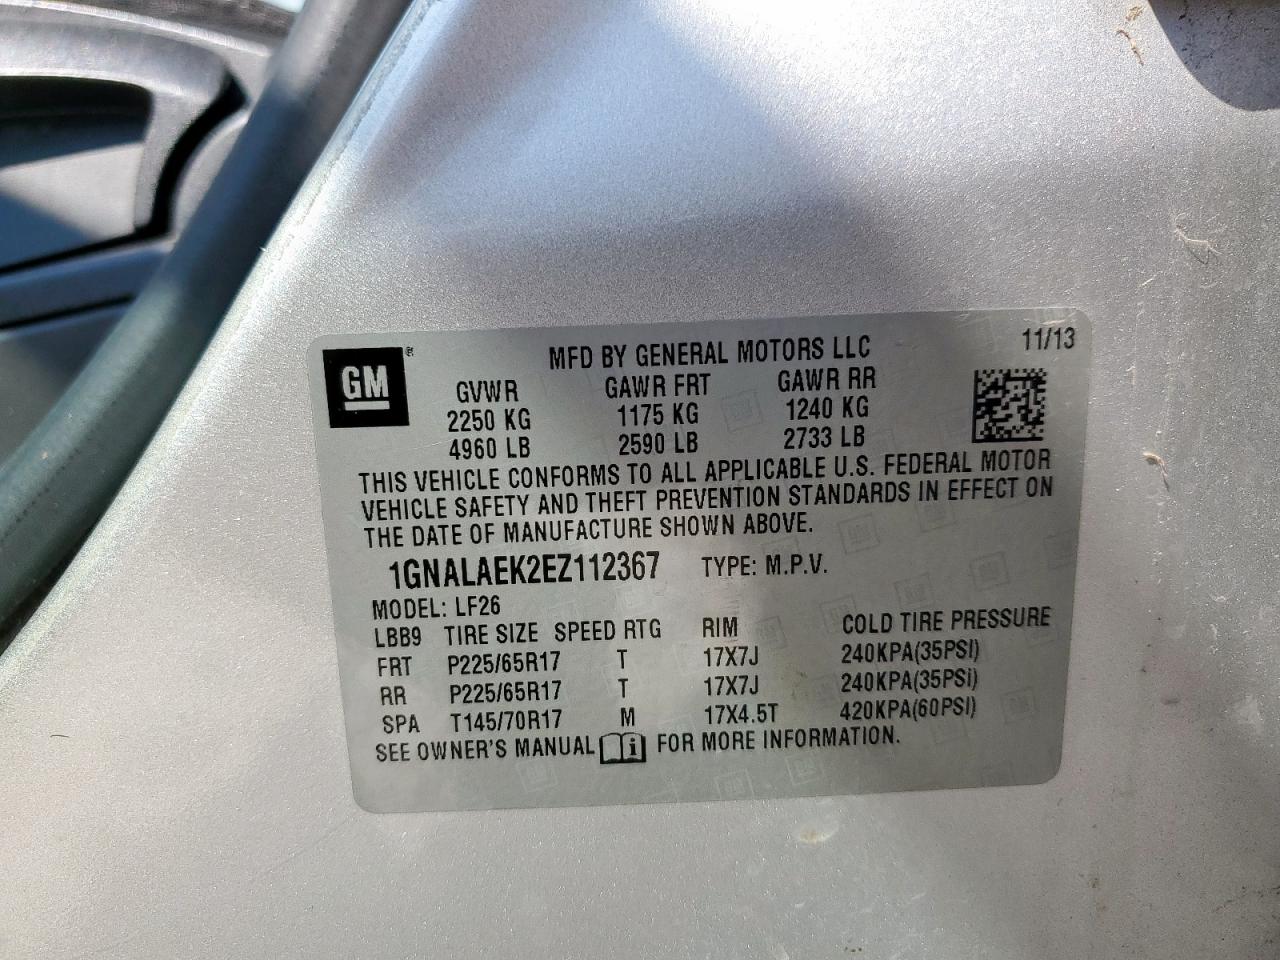 GM®
MFD BY GENERAL MOTORS LLC 11/13
GVWR GAWR FRT GAWR RR
2250 KG 1175 KG 1240 KG
4960 LB 2590 LB 2733 LB
THIS VEHICLE CONFORMS TO ALL APPLICABLE U.S. FEDERAL MOTOR
VEHICLE SAFETY AND THEFT PREVENTION STANDARDS IN EFFECT ON
THE DATE OF MANUFACTURE SHOWN ABOVE.
1GNALAEK2EZ112367 TYPE: M.P.V.
MODEL: LF26
LBB9 TIRE SIZE SPEED RTG RIM COLD TIRE PRESSURE
FRT P225/65R17 T 17X7J 240KPA(35PSI)
RR P225/65R17 T 17X7J 240KPA(35PSi)
SPA T145/70R17 M 17X4.5T 420KPA(60PSI)
SEE OWNER'S MANUAL i FOR MORE INFORMATION.